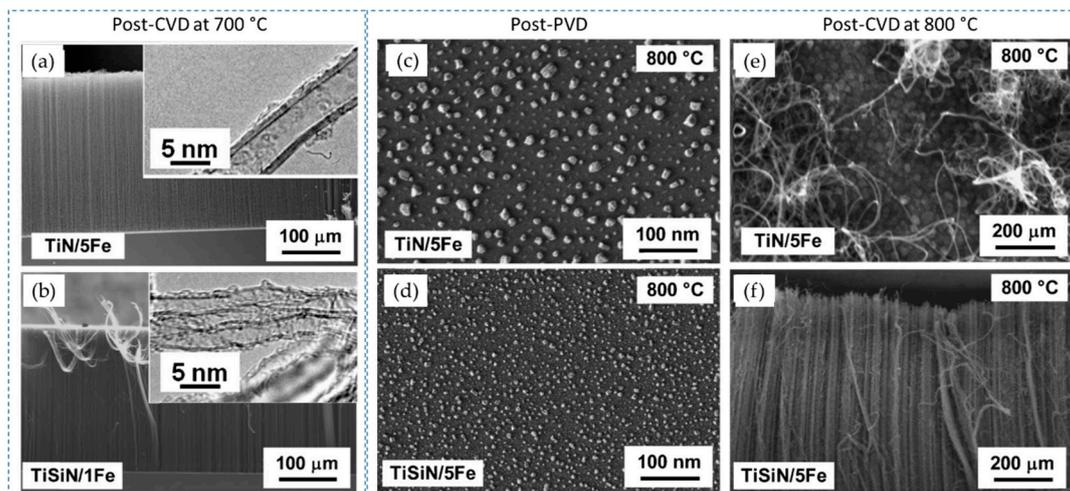 Post-CVD at 700 °C
Post-PVD
Post-CVD at 800 °C
(a)
5 nm
TiN/5Fe
100 µm
(c)
800 °C
TiN/5Fe
100 nm
(e)
800 °C
TiN/5Fe
200 µm
(b)
5 nm
TiSiN/1Fe
100 µm
(d)
800 °C
TiSiN/5Fe
100 nm
(f)
800 °C
TiSiN/5Fe
200 µm